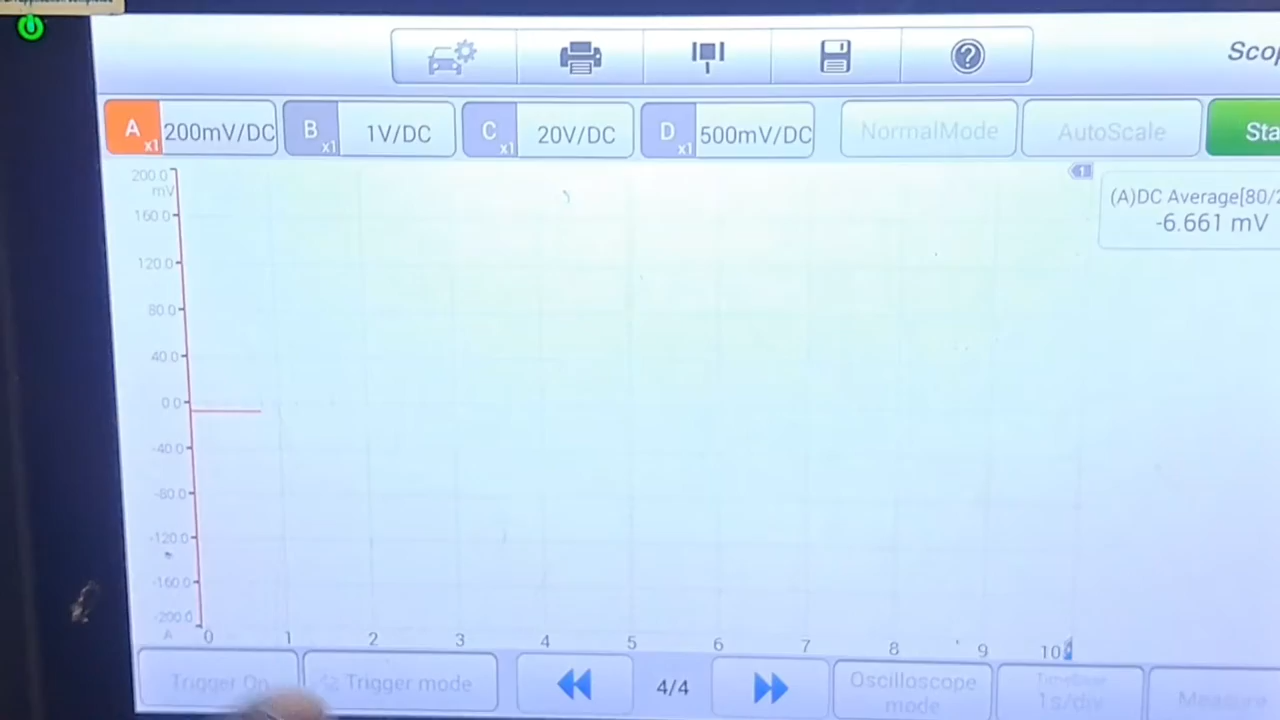 Scop
A x1 200mV/DC
B x1 1V/DC
C x1 20V/DC
D x1 500mV/DC
NormalMode
AutoScale
Sta
200.0
mV
160.0
120.0
80.0
40.0
0.0
-40.0
-80.0
-120.0
-160.0
-200.0
A
1
(A)DC Average[80/2
-6.661 mV
0 1 2 3 4 5 6 7 8 9 10
Trigger On
Trigger mode
4/4
Oscilloscope
mode
TimeBase
1s/div
Measure